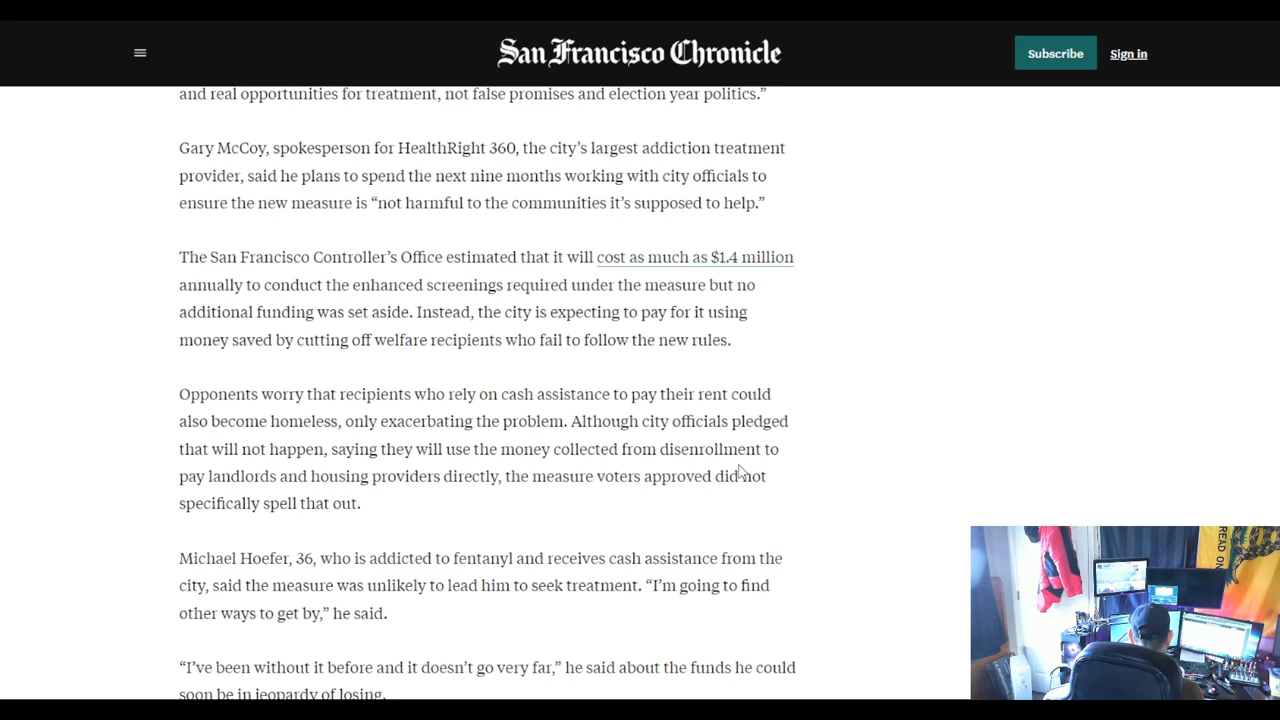 San Francisco Chronicle
Subscribe
Sign in
and real opportunities for treatment, not false promises and election year politics.”
Gary McCoy, spokesperson for HealthRight 360, the city’s largest addiction treatment
provider, said he plans to spend the next nine months working with city officials to
ensure the new measure is “not harmful to the communities it’s supposed to help.”
The San Francisco Controller’s Office estimated that it will cost as much as $1.4 million
annually to conduct the enhanced screenings required under the measure but no
additional funding was set aside. Instead, the city is expecting to pay for it using
money saved by cutting off welfare recipients who fail to follow the new rules.
Opponents worry that recipients who rely on cash assistance to pay their rent could
also become homeless, only exacerbating the problem. Although city officials pledged
that will not happen, saying they will use the money collected from disenrollment to
pay landlords and housing providers directly, the measure voters approved did not
specifically spell that out.
Michael Hoefer, 36, who is addicted to fentanyl and receives cash assistance from the
city, said the measure was unlikely to lead him to seek treatment. “I’m going to find
other ways to get by,” he said.
“I’ve been without it before and it doesn’t go very far,” he said about the funds he could
soon be in jeopardy of losing.
READ ON